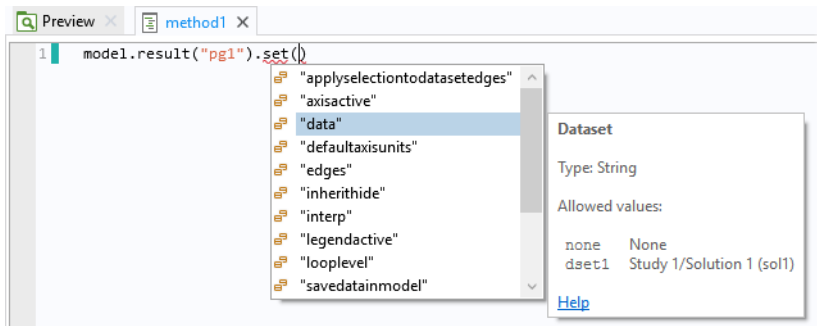 Preview
method1
1 model.result("pg1").set()
"applyselectiontodatasetedges"
"axisactive"
"data"
"defaultaxisunits"
"edges"
"inherithide"
"interp"
"legendactive"
"looplevel"
"savedatainmodel"
Dataset
Type: String
Allowed values:
none None
dset1 Study 1/Solution 1 (sol1)
Help